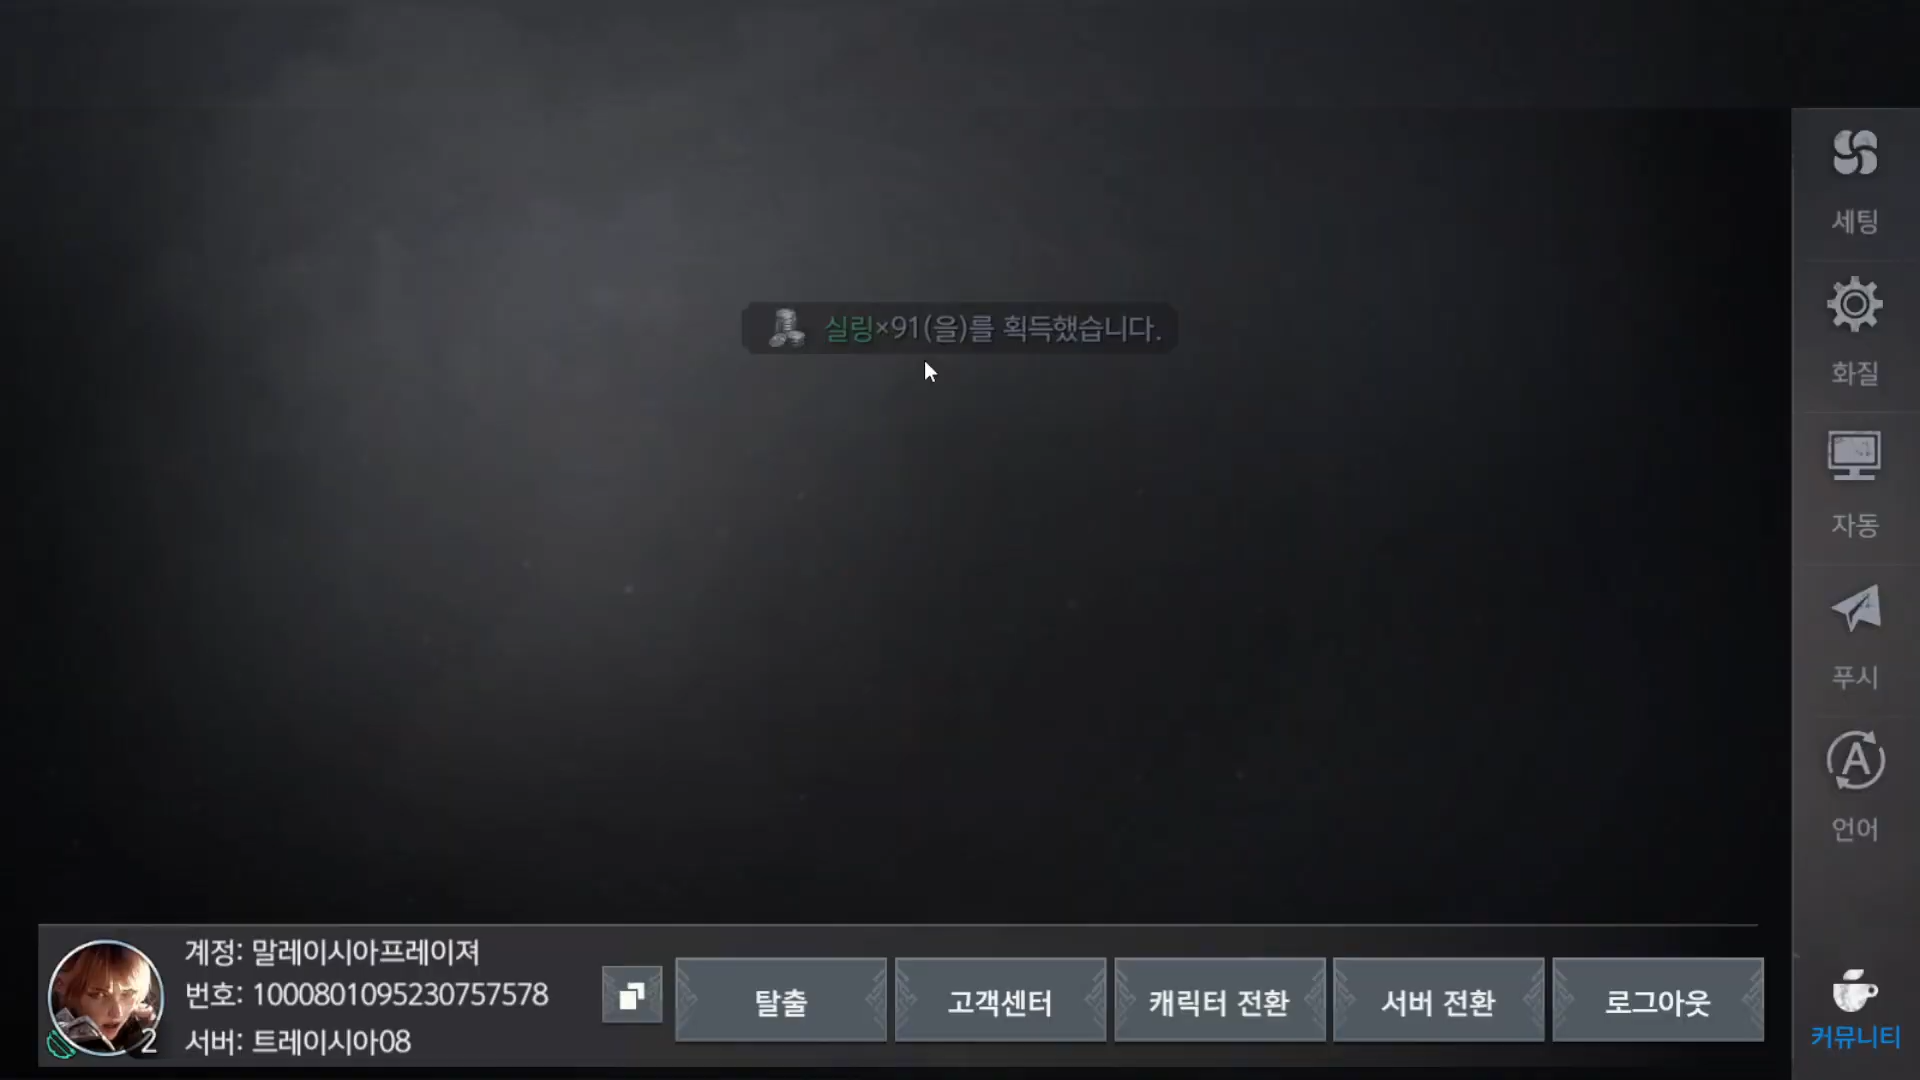 세팅
실링×91(을)를 획득했습니다.
화질
자동
푸시
언어
계정: 말레이시아프레이져
번호: 1000801095230757578
서버: 트레이시아08
2
탈출
고객센터
캐릭터 전환
서버 전환
로그아웃
커뮤니티